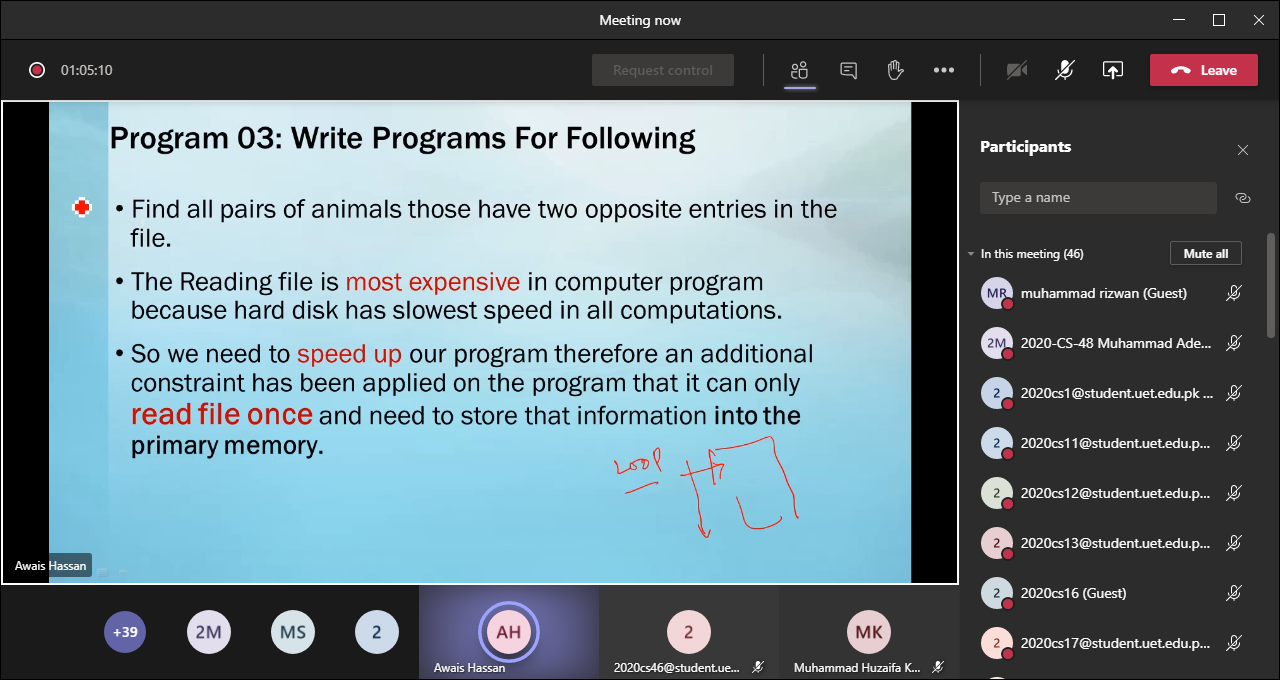 Meeting now
01:05:10
Request control
Leave
Program 03: Write Programs For Following
• Find all pairs of animals those have two opposite entries in the
file.
• The Reading file is most expensive in computer program
because hard disk has slowest speed in all computations.
• So we need to speed up our program therefore an additional
constraint has been applied on the program that it can only
read file once and need to store that information into the
primary memory.
LOOP
Awais Hassan
+39
2M
MS
2
AH
Awais Hassan
2
2020cs46@student.ue...
MK
Muhammad Huzaifa K...
Participants
Type a name
In this meeting (46)
Mute all
MR
muhammad rizwan (Guest)
2M
2020-CS-48 Muhammad Ade...
2
2020cs1@student.uet.edu.pk ...
2
2020cs11@student.uet.edu.p...
2
2020cs12@student.uet.edu.p...
2
2020cs13@student.uet.edu.p...
2
2020cs16 (Guest)
2
2020cs17@student.uet.edu.p...